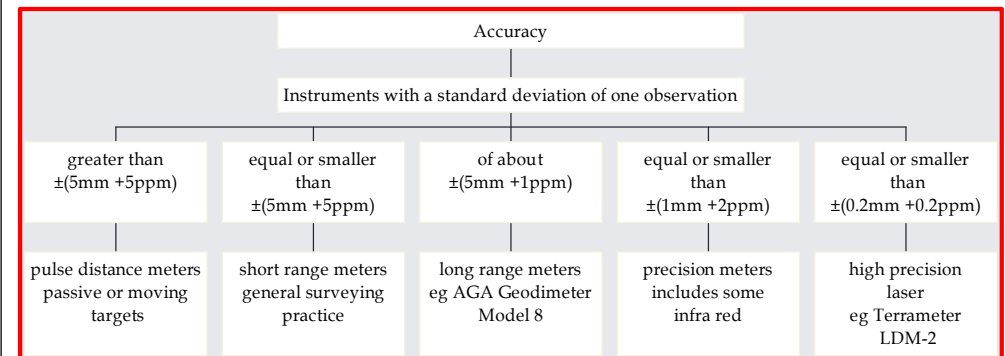 Accuracy
Instruments with a standard deviation of one observation
greater than
±(5mm +5ppm)
equal or smaller
than
±(5mm +5ppm)
of about
±(5mm +1ppm)
equal or smaller
than
±(1mm +2ppm)
equal or smaller
than
±(0.2mm +0.2ppm)
pulse distance meters
passive or moving
targets
short range meters
general surveying
practice
long range meters
eg AGA Geodimeter
Model 8
precision meters
includes some
infra red
high precision
laser
eg Terrameter
LDM-2